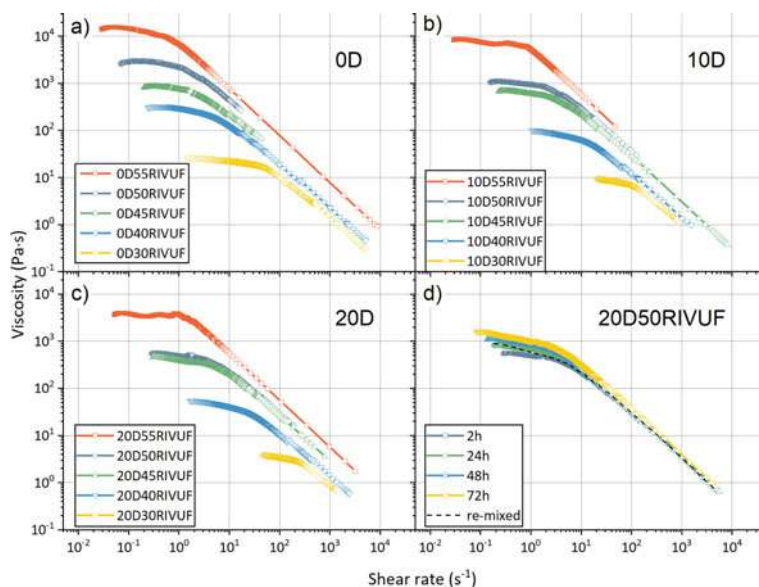 a)
0D
10⁴
10³
10²
10¹
10⁰
10⁻¹
0D55RIVUF
0D50RIVUF
0D45RIVUF
0D40RIVUF
0D30RIVUF
b)
10D
10D55RIVUF
10D50RIVUF
10D45RIVUF
10D40RIVUF
10D30RIVUF
Viscosity (Pa·s)
c)
20D
10⁴
10³
10²
10¹
10⁰
10⁻¹
20D55RIVUF
20D50RIVUF
20D45RIVUF
20D40RIVUF
20D30RIVUF
d)
20D50RIVUF
2h
24h
48h
72h
re-mixed
10⁻² 10⁻¹ 10⁰ 10¹ 10² 10³ 10⁴
10⁻² 10⁻¹ 10⁰ 10¹ 10² 10³ 10⁴
Shear rate (s⁻¹)